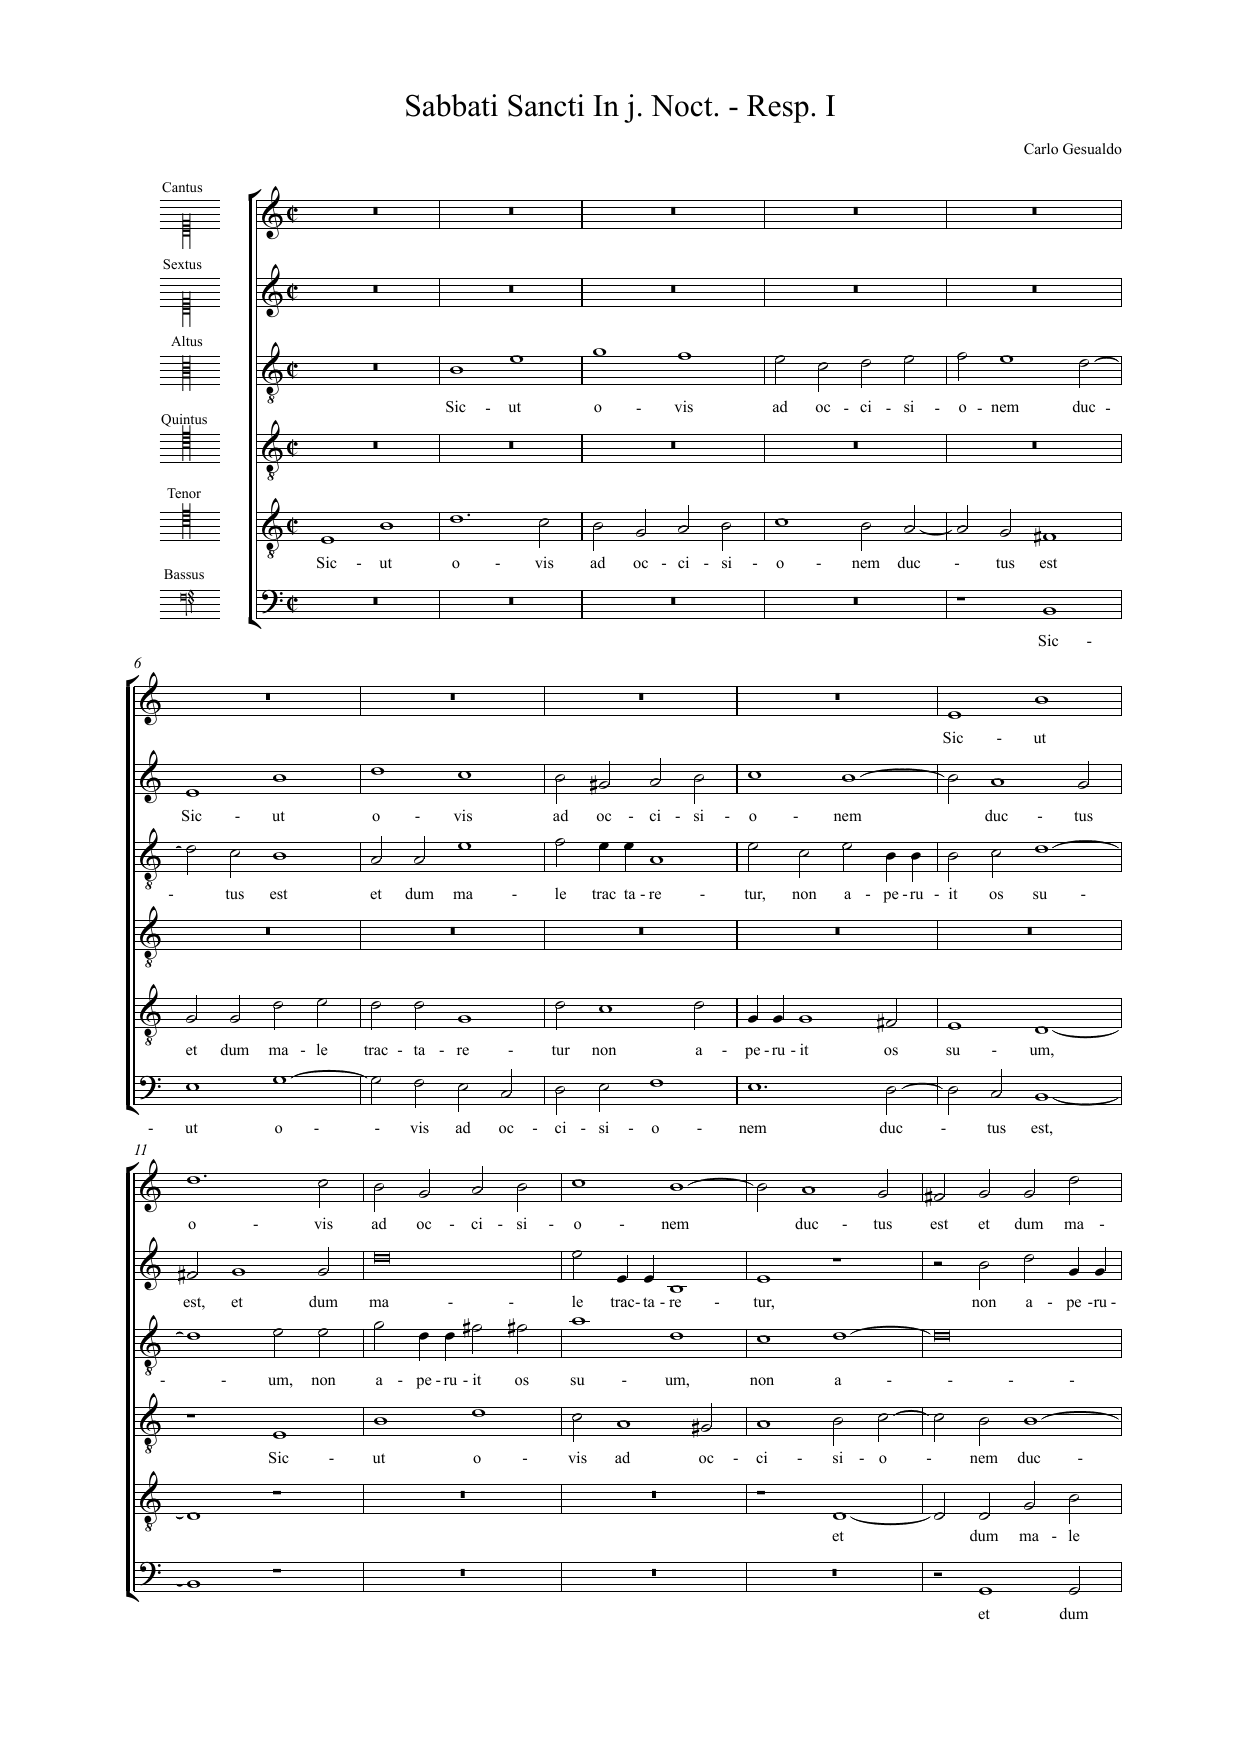 Sabbati Sancti In j. Noct. - Resp. I
Carlo Gesualdo
Cantus
Sextus
Altus
Sic - ut o - vis ad oc - ci - si - o - nem duc -
Quintus
Tenor
Sic - ut o - vis ad oc - ci - si - o - nem duc - tus est
Bassus
Sic -
6
Sic - ut
Sic - ut o - vis ad oc - ci - si - o - nem duc - tus
- tus est et dum ma - le trac ta - re - tur, non a - pe - ru - it os su -
et dum ma - le trac - ta - re - tur non a - pe - ru - it os su - um,
- ut o - - vis ad oc - ci - si - o - nem duc - tus est,
11
o - vis ad oc - ci - si - o - nem duc - tus est et dum ma -
est, et dum ma - - le trac - ta - re - tur, non a - pe - ru -
- - um, non a - pe - ru - it os su - um, non a - - - -
Sic - ut o - vis ad oc - ci - si - o - nem duc -
et dum ma - le
et dum